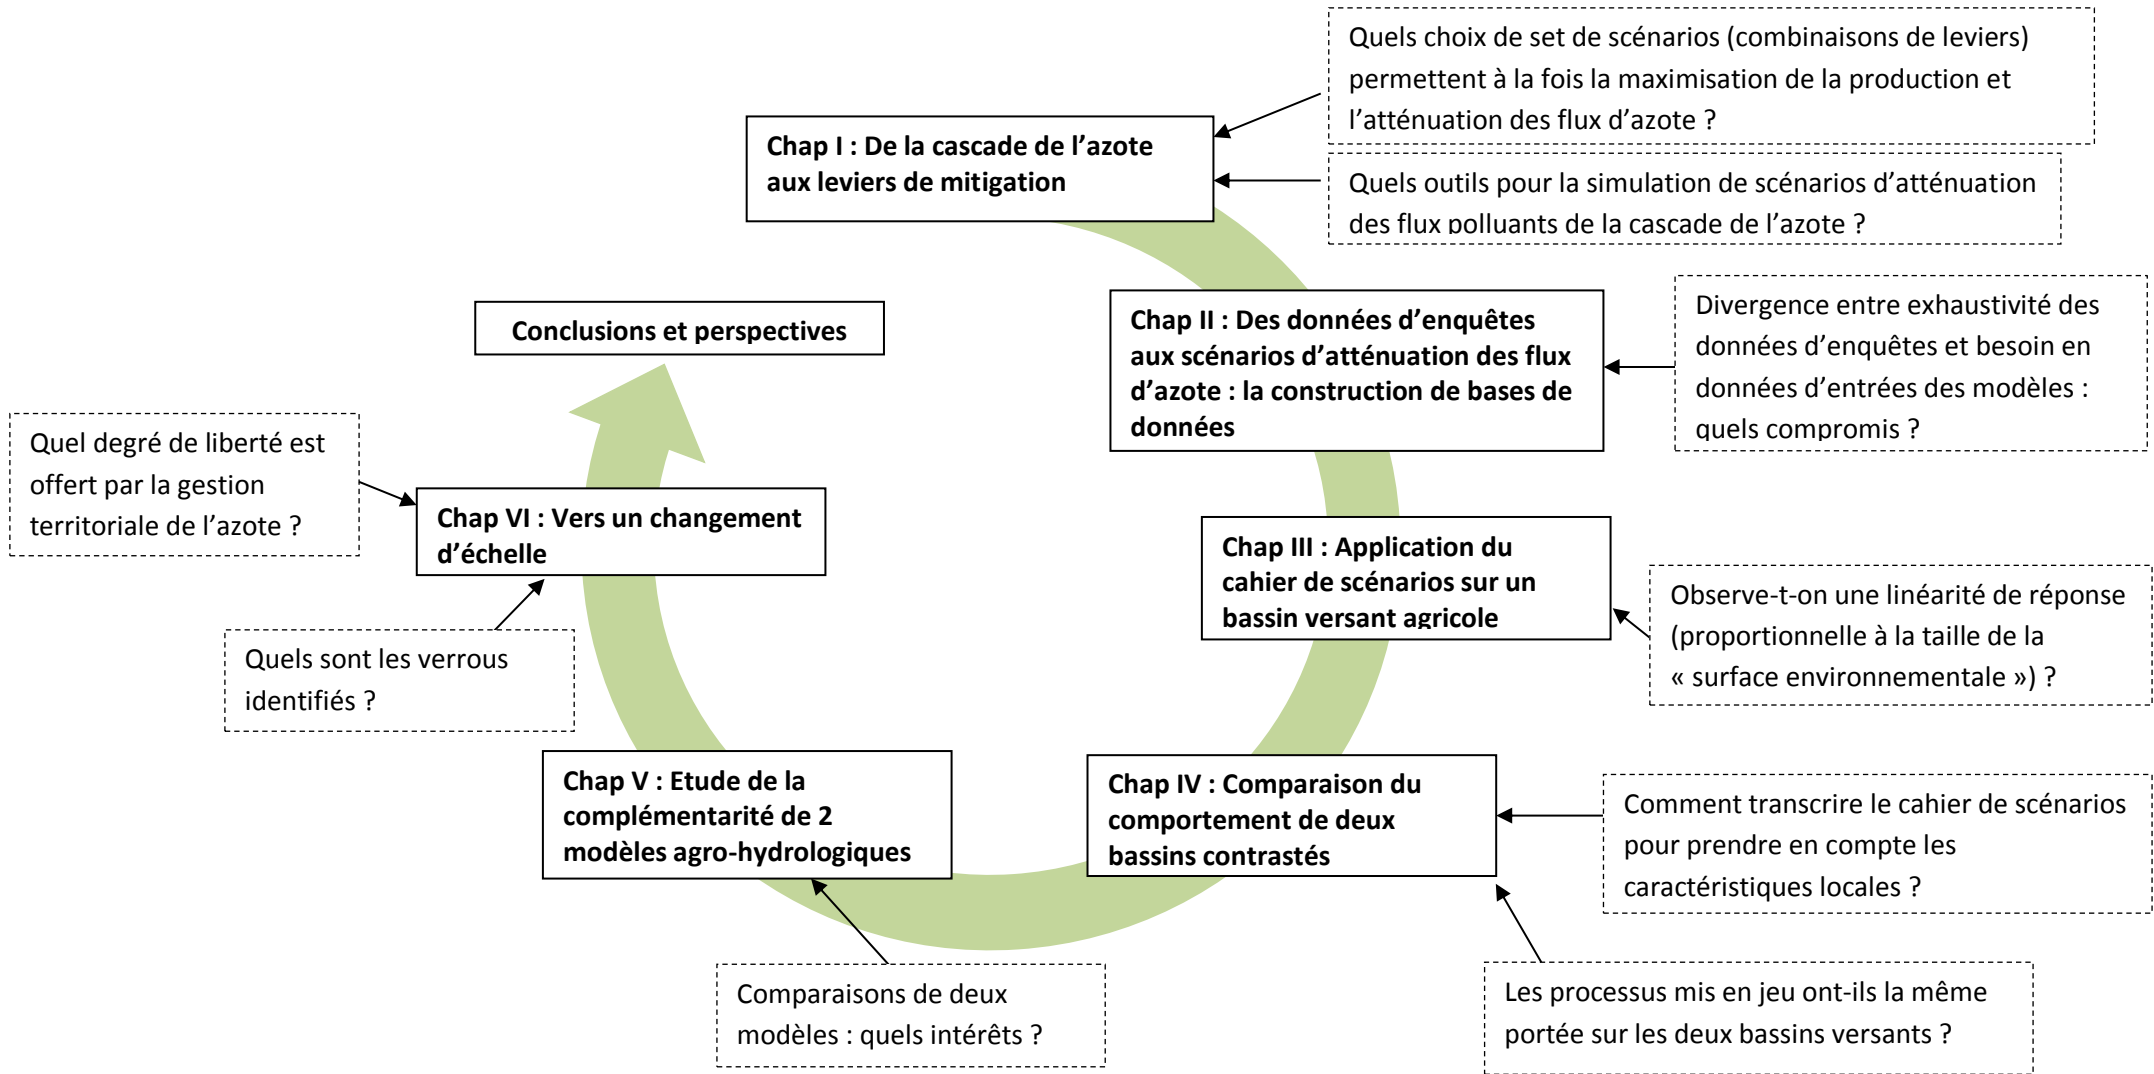 Quels choix de set de scénarios (combinaisons de leviers)
permettent à la fois la maximisation de la production et
l’atténuation des flux d’azote ?
Chap I : De la cascade de l’azote
aux leviers de mitigation
Quels outils pour la simulation de scénarios d’atténuation
des flux polluants de la cascade de l’azote ?
Conclusions et perspectives
Chap II : Des données d’enquêtes
aux scénarios d’atténuation des flux
d’azote : la construction de bases de
données
Divergence entre exhaustivité des
données d’enquêtes et besoin en
données d’entrées des modèles :
quels compromis ?
Quel degré de liberté est
offert par la gestion
territoriale de l’azote ?
Chap VI : Vers un changement
d’échelle
Chap III : Application du
cahier de scénarios sur un
bassin versant agricole
Observe-t-on une linéarité de réponse
(proportionnelle à la taille de la
« surface environnementale ») ?
Quels sont les verrous
identifiés ?
Chap V : Etude de la
complémentarité de 2
modèles agro-hydrologiques
Chap IV : Comparaison du
comportement de deux
bassins contrastés
Comment transcrire le cahier de scénarios
pour prendre en compte les
caractéristiques locales ?
Comparaisons de deux
modèles : quels intérêts ?
Les processus mis en jeu ont-ils la même
portée sur les deux bassins versants ?